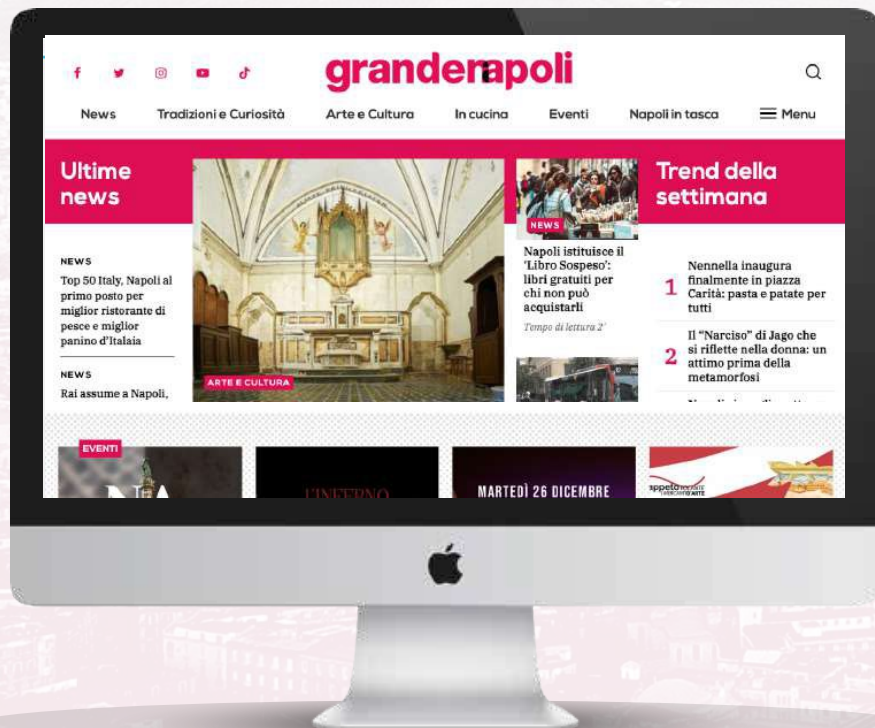 grandenapoli
News Tradizioni e Curiosità Arte e Cultura In cucina Eventi Napoli in tasca Menu
Ultime
news
NEWS
Top 50 Italy, Napoli al
primo posto per
miglior ristorante di
pesce e miglior
panino d'Italaia
NEWS
Rai assume a Napoli,
ARTE E CULTURA
NEWS
Napoli istituisce il
'Libro Sospeso':
libri gratuiti per
chi non può
acquistarli
Tempo di lettura 2'
Trend della
settimana
1
Nennella inaugura
finalmente in piazza
Carità: pasta e patate per
tutti
2
Il "Narciso" di Jago che
si riflette nella donna: un
attimo prima della
metamorfosi
EVENTI
NA
L'INFERNO
MARTEDÌ 26 DICEMBRE